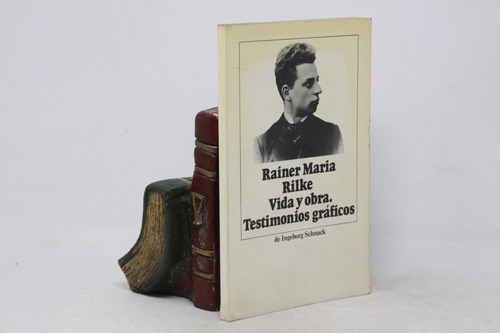 Rainer Maria
Rilke
Vida y obra.
Testimonios gráficos
de Ingeborg Schnack